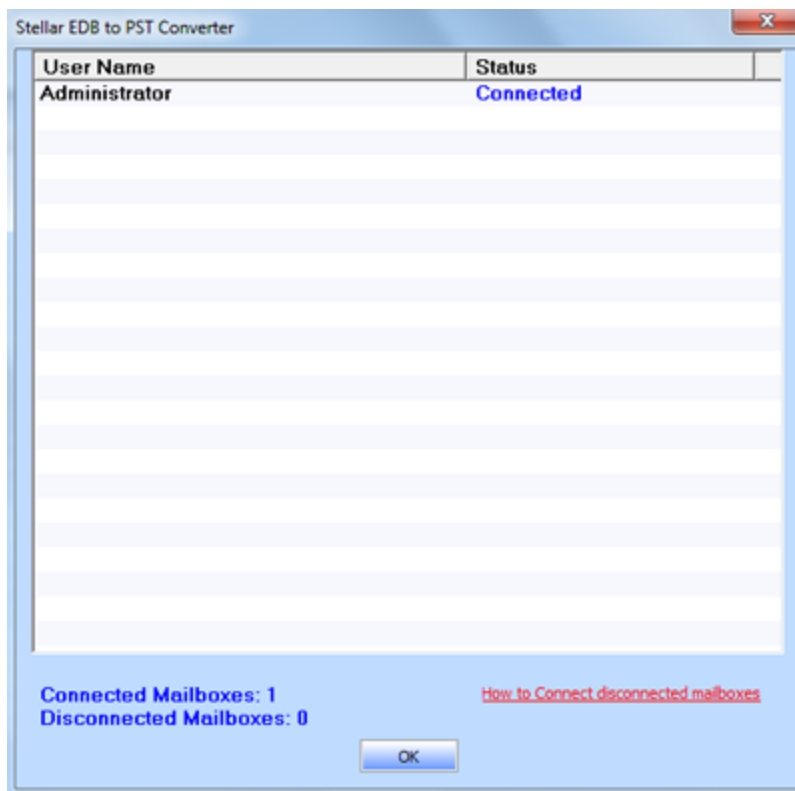 Stellar EDB to PST Converter
User Name Status
Administrator Connected
Connected Mailboxes: 1
How to Connect disconnected mailboxes
Disconnected Mailboxes: 0
OK